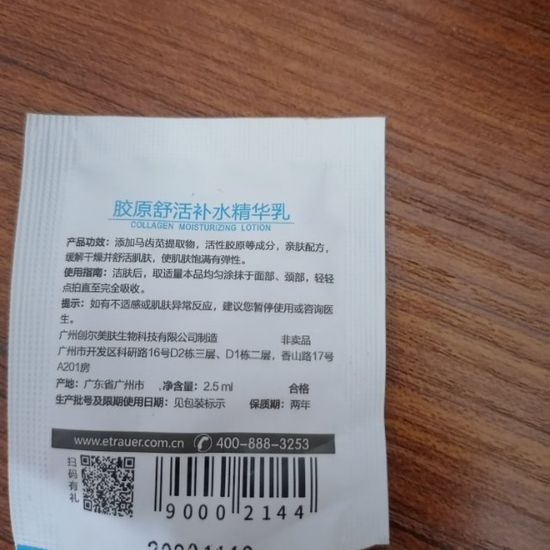 胶原舒活补水精华乳
COLLAGEN MOISTURIZING LOTION
产品功效：添加马齿苋提取物，活性胶原等成分，亲肤配方，
缓解干燥并舒活肌肤，使肌肤饱满有弹性。
使用指南：洁肤后，取适量本品均匀涂抹于面部、颈部，轻轻
点拍直至完全吸收。
提示：如有不适感或肌肤异常反应，建议您暂停使用或咨询医
生。
广州创尔美肤生物科技有限公司制造 非卖品
广州市开发区科研路16号D2栋三层、D1栋二层，香山路17号
A201房
产地：广东省广州市 净含量：2.5 ml 合格
生产批号及限期使用日期：见包装标示 保质期：两年
www.etrauer.com.cn 400-888-3253
扫码有礼
9000 2144